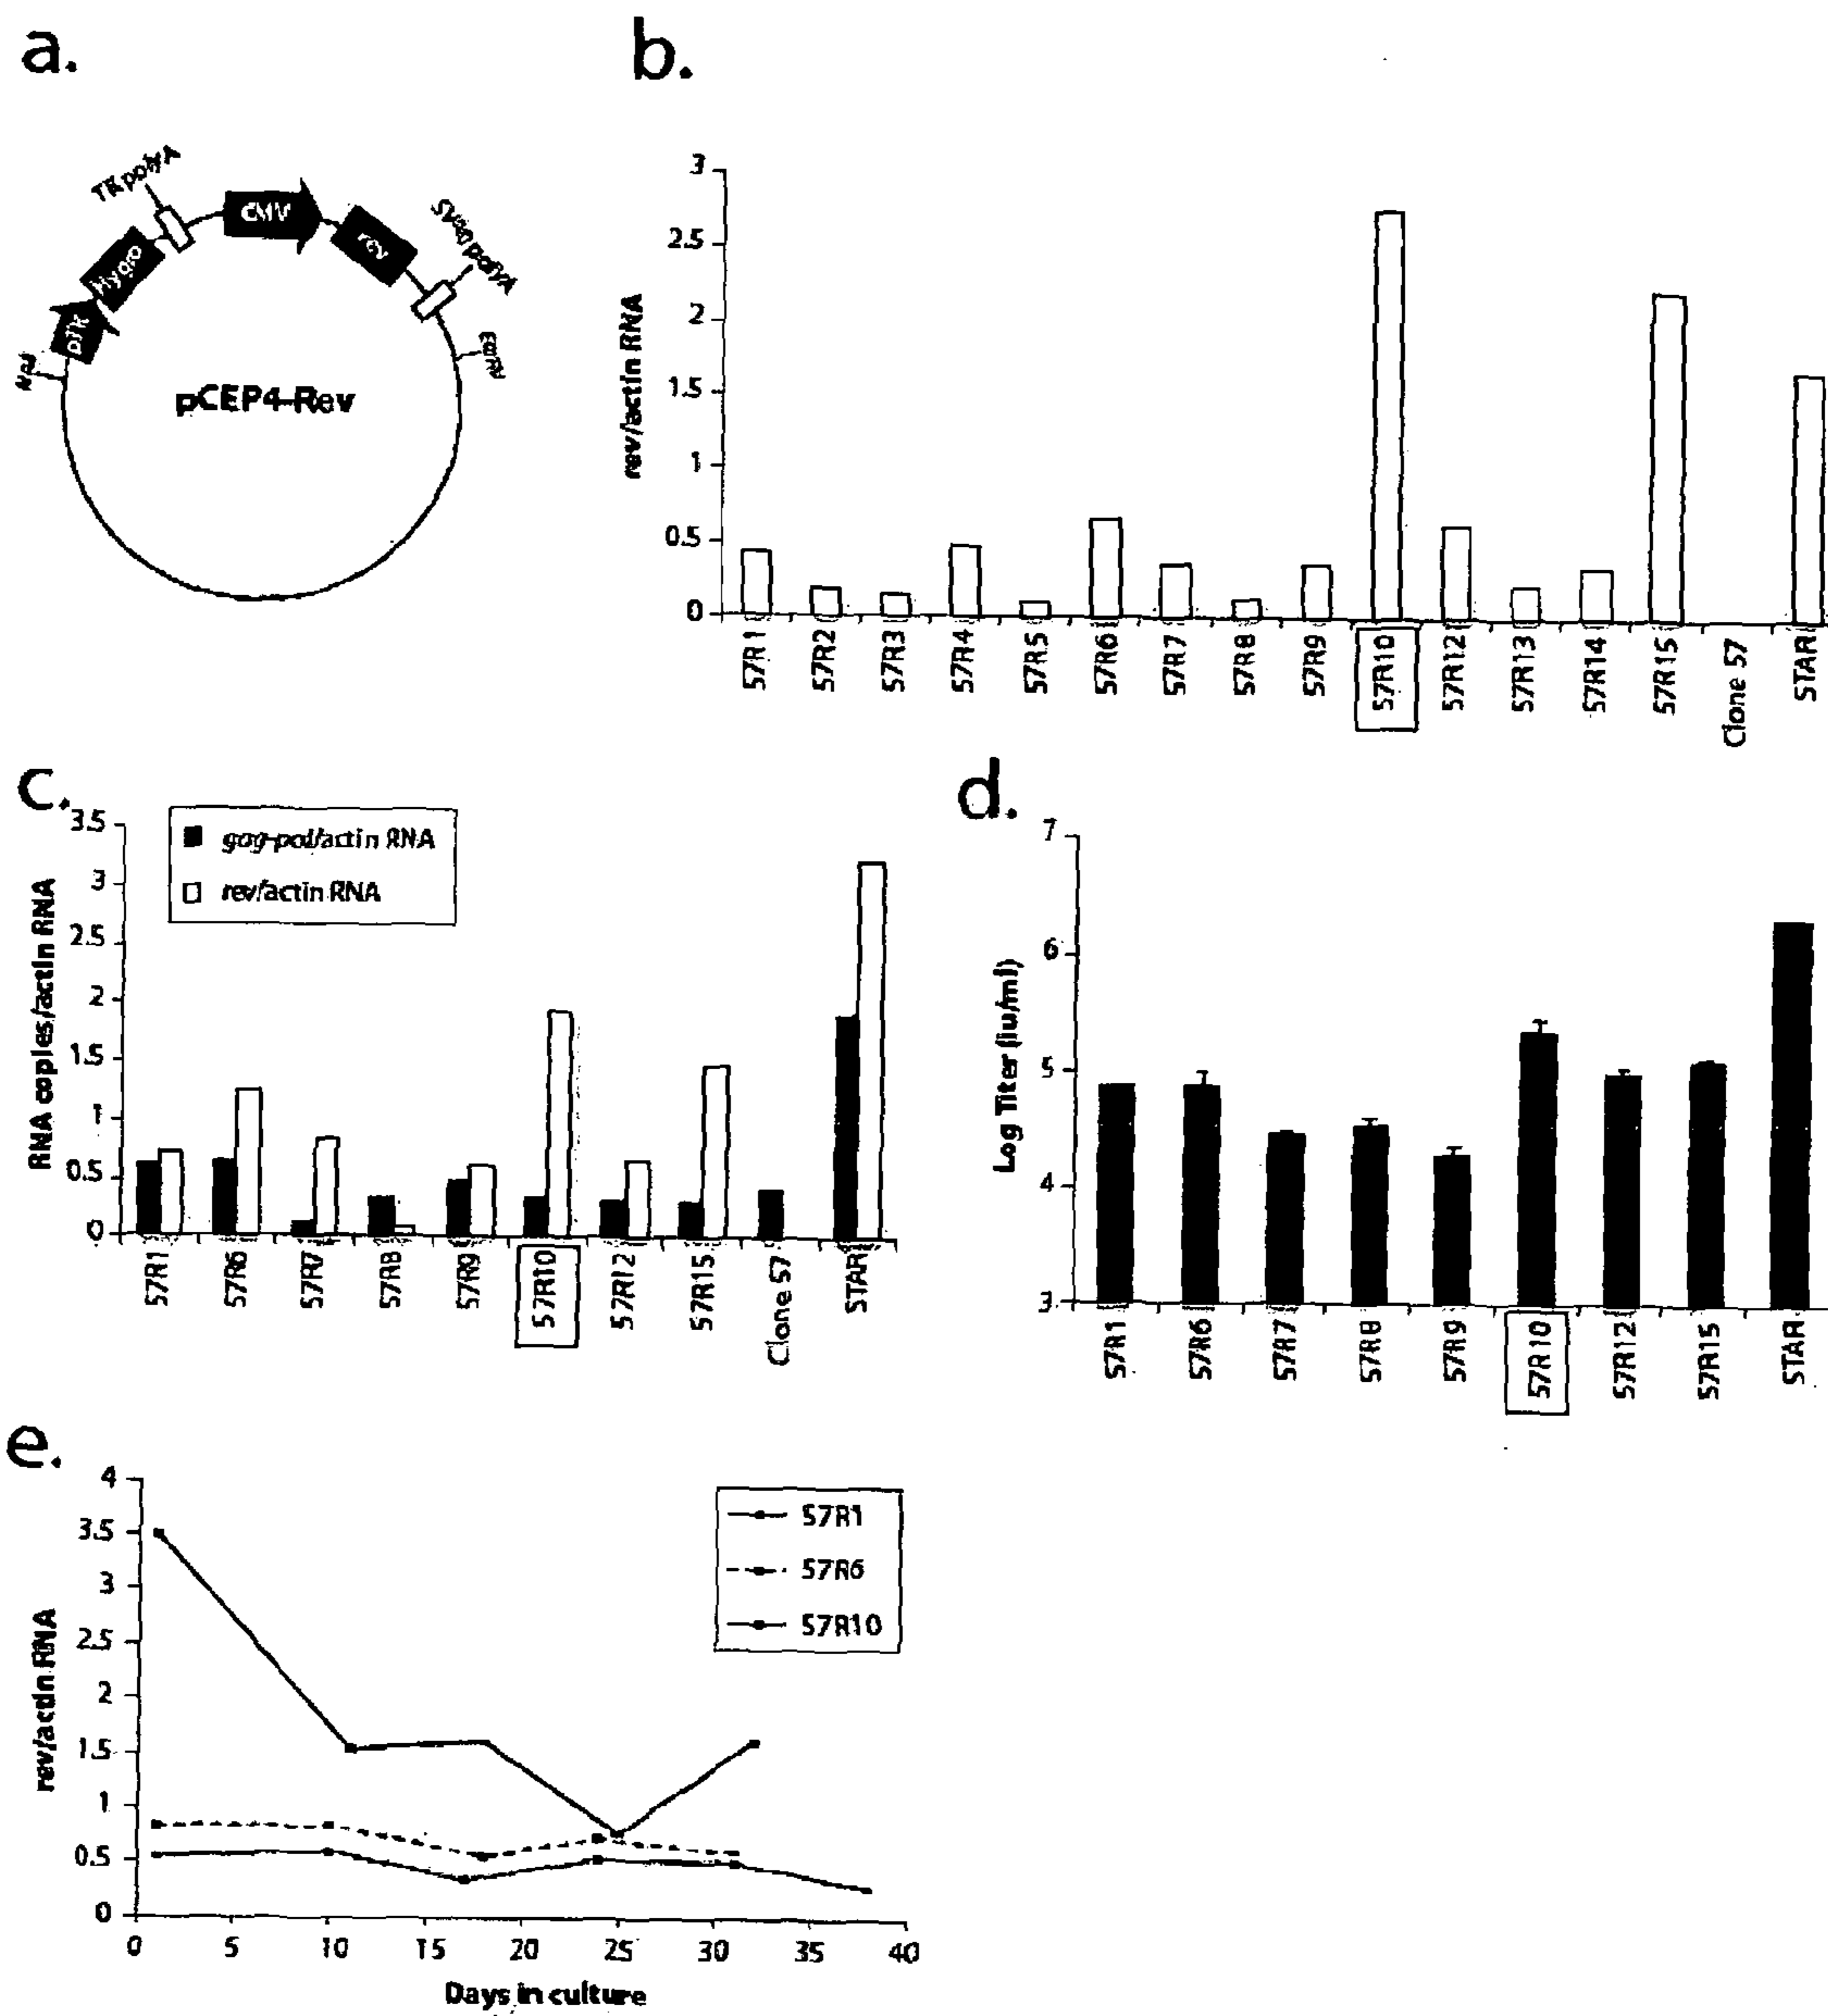 a.
TK polyA
CMV
rev
SV40 polyA
Hygro
pTK
pCEP4-Rev
b.
rev/actin RNA
3
2.5
2
1.5
1
0.5
0
57R1
57R2
57R3
57R4
57R5
57R6
57R7
57R8
57R9
57R10
57R12
57R13
57R14
57R15
Clone 57
STAR
c.
RNA copies/actin RNA
3.5
3
2.5
2
1.5
1
0.5
0
gag-pol/actin RNA
rev/actin RNA
57R1
57R6
57R7
57R8
57R9
57R10
57R12
57R15
Clone 57
STAR
d.
Log Titer (iu/ml)
7
6
5
4
3
57R1
57R6
57R7
57R8
57R9
57R10
57R12
57R15
STAR
e.
rev/actin RNA
4
3.5
3
2.5
2
1.5
1
0.5
0
57R1
57R6
57R10
0 5 10 15 20 25 30 35 40
Days in culture